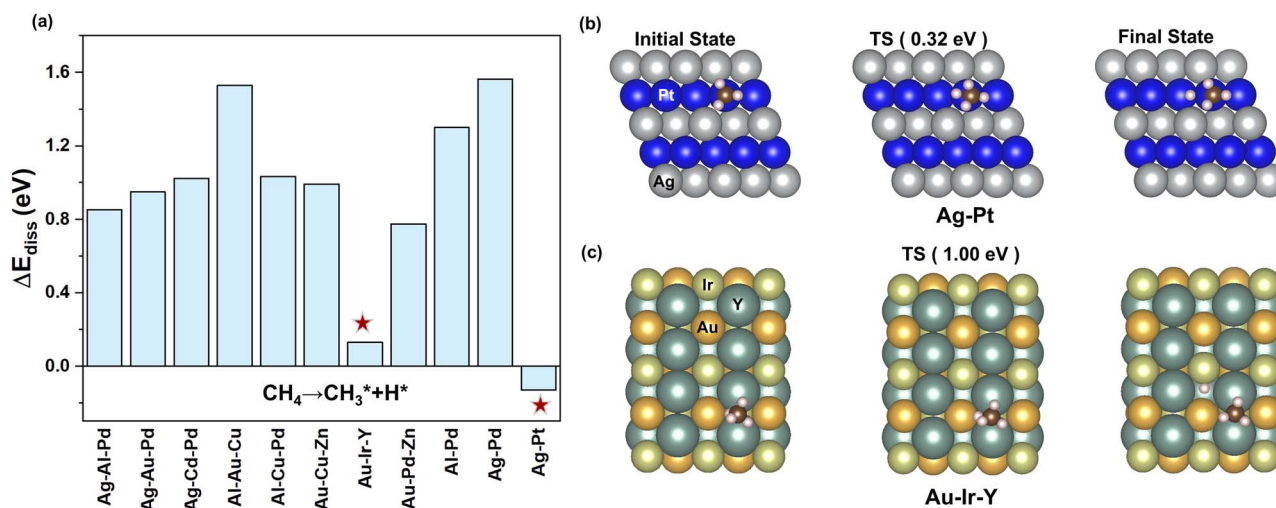 (a)
ΔE_diss (eV)
1.6
1.2
0.8
0.4
0.0
CH₄→CH₃*+H*
Ag-Al-Pd
Ag-Au-Pd
Ag-Cd-Pd
Al-Au-Cu
Al-Cu-Pd
Au-Cu-Zn
Au-Ir-Y
Au-Pd-Zn
Al-Pd
Ag-Pd
Ag-Pt
(b)
Initial State
TS ( 0.32 eV )
Final State
Pt
Ag
Ag-Pt
(c)
TS ( 1.00 eV )
Ir
Y
Au
Au-Ir-Y